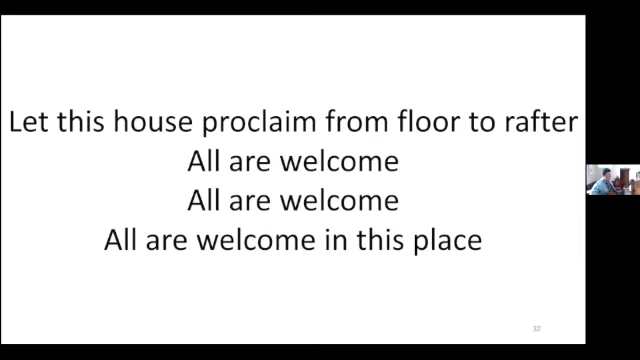 Let this house proclaim from floor to rafter
All are welcome
All are welcome
All are welcome in this place
32